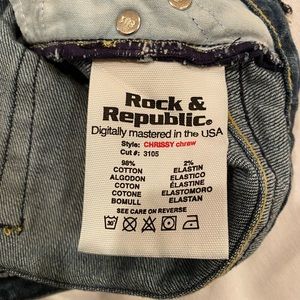 Rock &
Republic®
Digitally mastered in the USA
Style: CHRISSY chrew
Cut #: 3105
98% 2%
COTTON ELASTIN
ALGODON ELASTICO
COTON ÉLASTINE
COTONE ELASTOMORO
BOMULL ELASTAN
SEE CARE ON REVERSE
30°